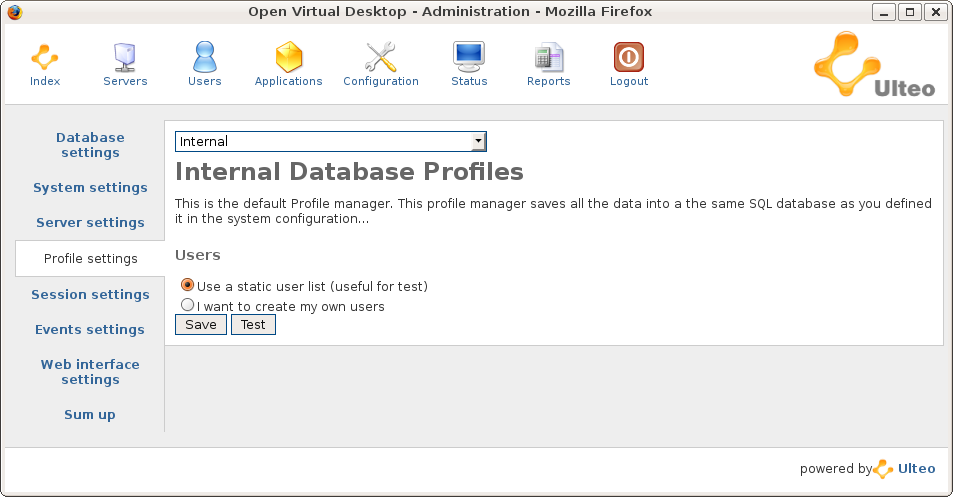 Open Virtual Desktop - Administration - Mozilla Firefox
Index
Servers
Users
Applications
Configuration
Status
Reports
Logout
Ulteo
Database
settings
System settings
Server settings
Profile settings
Session settings
Events settings
Web interface
settings
Sum up
Internal
Internal Database Profiles
This is the default Profile manager. This profile manager saves all the data into a the same SQL database as you defined
it in the system configuration...
Users
Use a static user list (useful for test)
I want to create my own users
Save
Test
powered by Ulteo